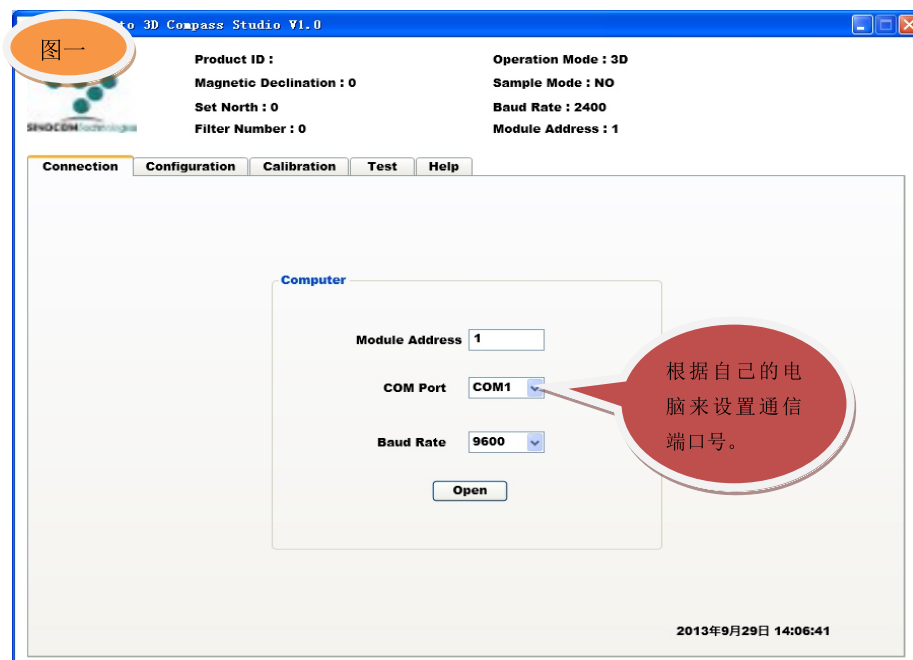 to 3D Compass Studio V1.0
图一
Product ID :
Operation Mode : 3D
Magnetic Declination : 0
Sample Mode : NO
Set North : 0
Baud Rate : 2400
Filter Number : 0
Module Address : 1
SINOCOM Technologies
Connection Configuration Calibration Test Help
Computer
Module Address 1
COM Port COM1
Baud Rate 9600
Open
根据自己的电
脑来设置通信
端口号。
2013年9月29日 14:06:41